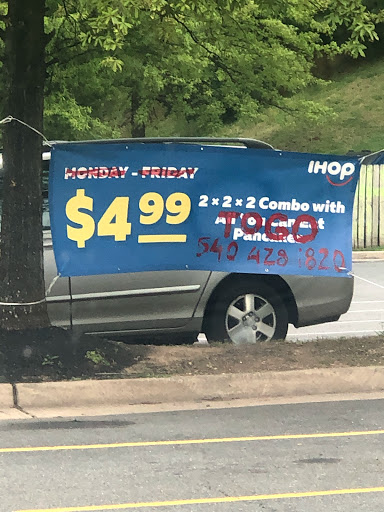 MONDAY - FRIDAY
IHOP
$4.99
2 × 2 × 2 Combo with
TOGO
540 428 1820